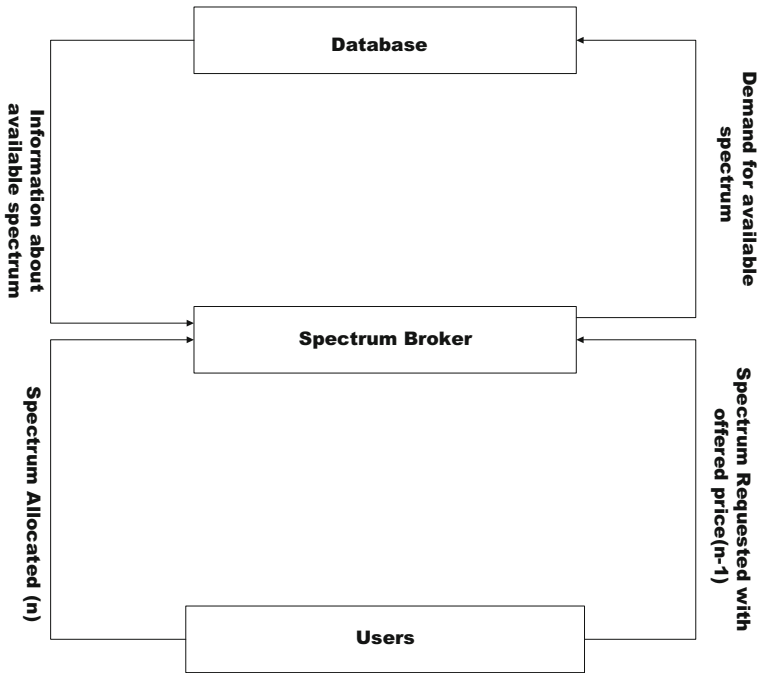 Database
Information about
available spectrum
Demand for available
spectrum
Spectrum Broker
Spectrum Allocated (n)
Spectrum Requested with
offered price(n-1)
Users